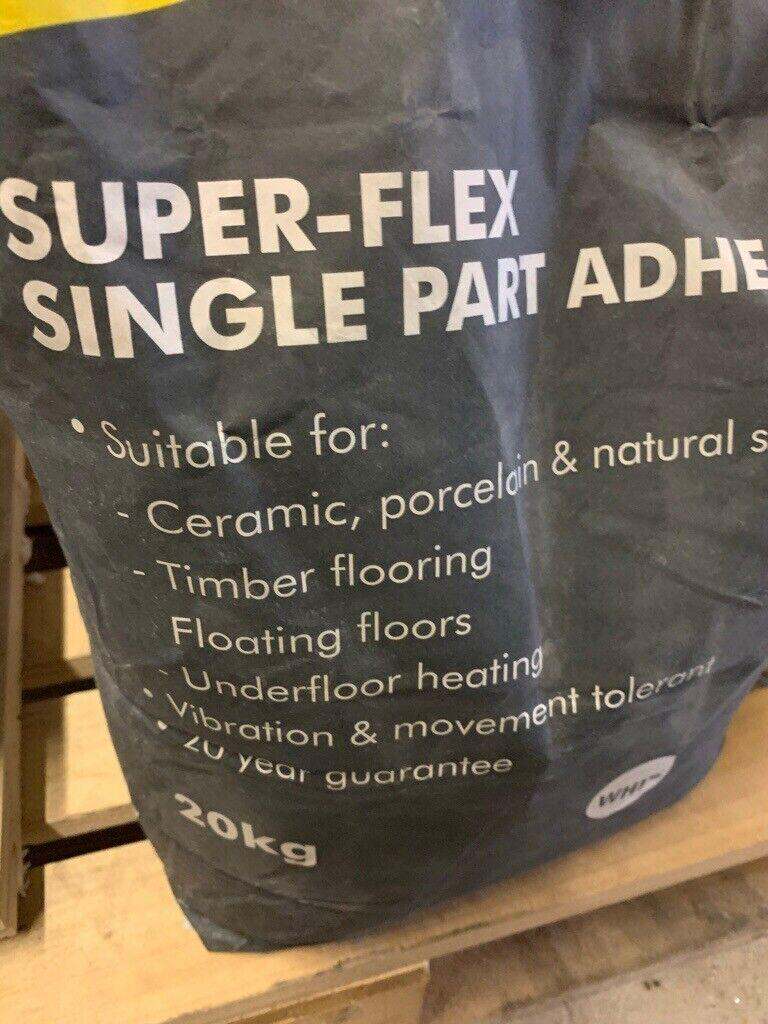 SUPER-FLEX
SINGLE PART ADHE
• Suitable for:
- Ceramic, porcelain & natural s
- Timber flooring
Floating floors
- Underfloor heating
• Vibration & movement tolerant
• 20 year guarantee
20kg